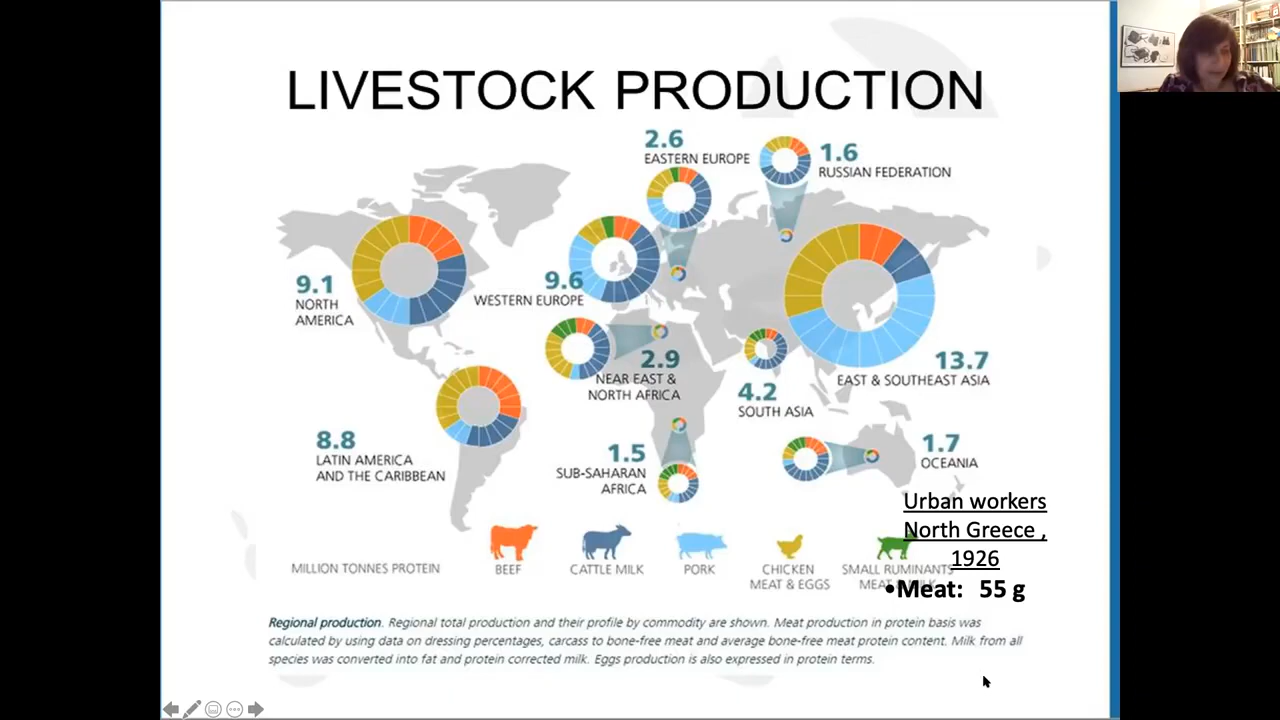 LIVESTOCK PRODUCTION
2.6
EASTERN EUROPE
1.6
RUSSIAN FEDERATION
9.1
NORTH
AMERICA
9.6
WESTERN EUROPE
2.9
NEAR EAST &
NORTH AFRICA
4.2
SOUTH ASIA
13.7
EAST & SOUTHEAST ASIA
8.8
LATIN AMERICA
AND THE CARIBBEAN
1.5
SUB-SAHARAN
AFRICA
1.7
OCEANIA
Urban workers
North Greece ,
1926
•Meat: 55 g
MILLION TONNES PROTEIN
BEEF
CATTLE MILK
PORK
CHICKEN
MEAT & EGGS
SMALL RUMINANTS
MEAT & MILK
Regional production. Regional total production and their profile by commodity are shown. Meat production in protein basis was
calculated by using data on dressing percentages, carcass to bone-free meat and average bone-free meat protein content. Milk from all
species was converted into fat and protein corrected milk. Eggs production is also expressed in protein terms.